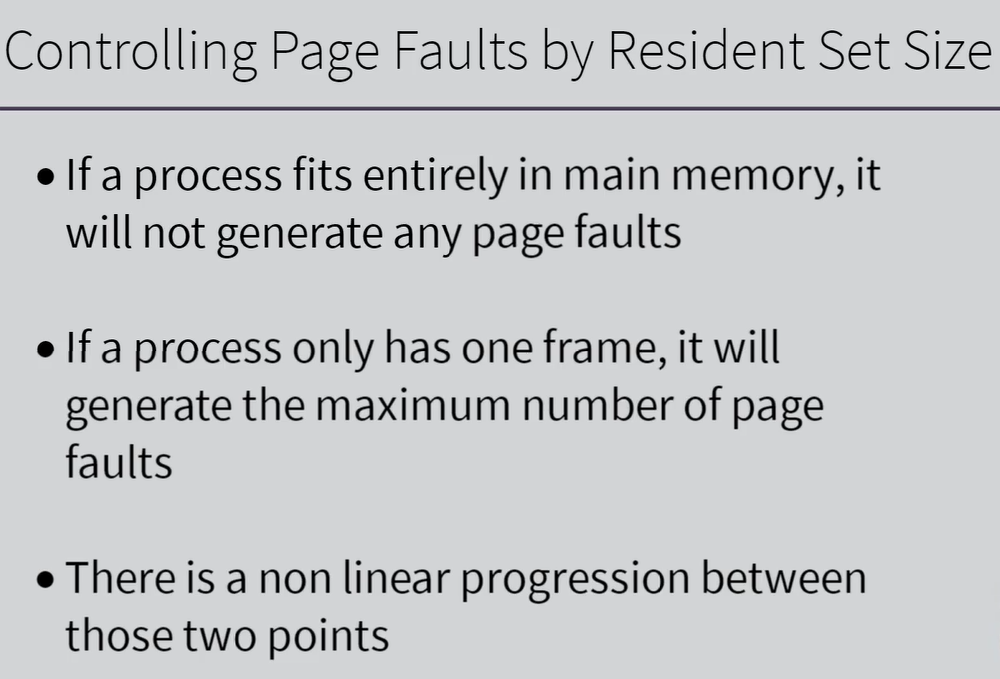 Controlling Page Faults by Resident Set Size
• If a process fits entirely in main memory, it
will not generate any page faults
• If a process only has one frame, it will
generate the maximum number of page
faults
• There is a non linear progression between
those two points